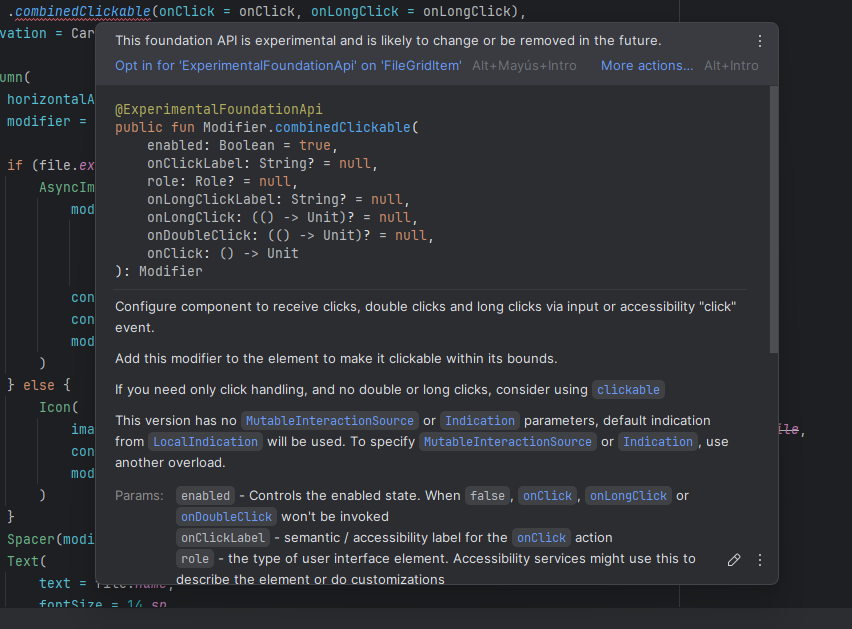 .combinedClickable(onClick = onClick, onLongClick = onLongClick),
vation = Car
This foundation API is experimental and is likely to change or be removed in the future.
Opt in for 'ExperimentalFoundationApi' on 'FileGridItem' Alt+Mayús+Intro More actions... Alt+Intro
umn(
horizontalA
modifier =
if (file.ex
AsyncIm
mod
con
con
mod
)
} else {
Icon(
ima
con
mod
)
}
Spacer(modi
Text(
text = file.name,
fontSize = 14.sp
@ExperimentalFoundationApi
public fun Modifier.combinedClickable(
enabled: Boolean = true,
onClickLabel: String? = null,
role: Role? = null,
onLongClickLabel: String? = null,
onLongClick: (() -> Unit)? = null,
onDoubleClick: (() -> Unit)? = null,
onClick: () -> Unit
): Modifier
Configure component to receive clicks, double clicks and long clicks via input or accessibility "click"
event.
Add this modifier to the element to make it clickable within its bounds.
If you need only click handling, and no double or long clicks, consider using clickable
This version has no MutableInteractionSource or Indication parameters, default indication
from LocalIndication will be used. To specify MutableInteractionSource or Indication, use
another overload.
Params: enabled - Controls the enabled state. When false, onClick, onLongClick or
onDoubleClick won't be invoked
onClickLabel - semantic / accessibility label for the onClick action
role - the type of user interface element. Accessibility services might use this to
describe the element or do customizations